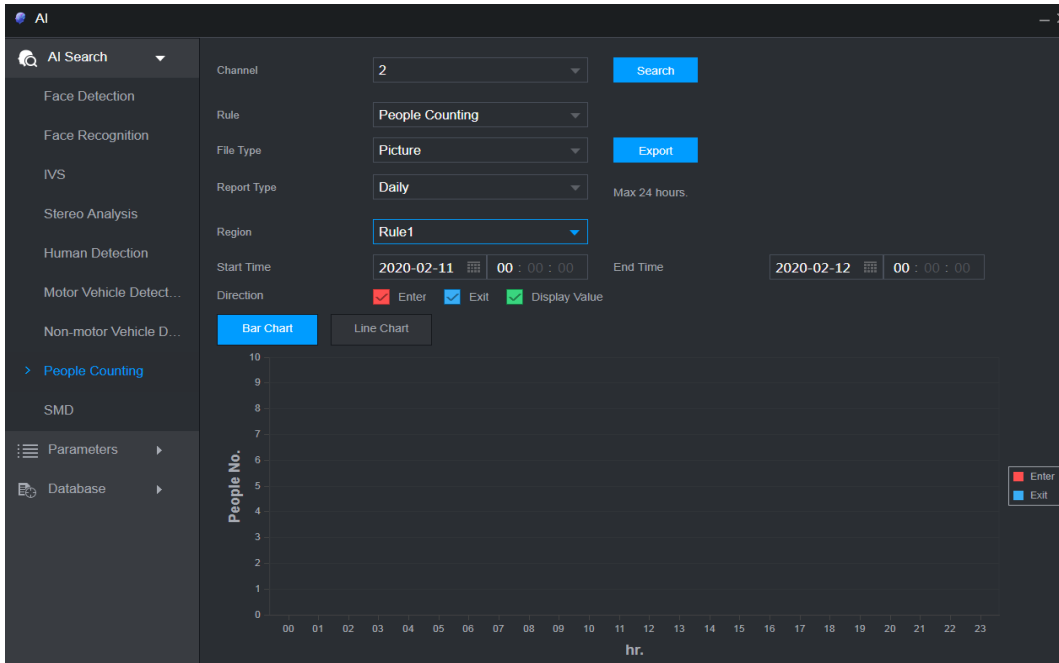 AI
AI Search
Face Detection
Face Recognition
IVS
Stereo Analysis
Human Detection
Motor Vehicle Detect...
Non-motor Vehicle D...
People Counting
SMD
Parameters
Database
Channel 2 Search
Rule People Counting
File Type Picture Export
Report Type Daily Max 24 hours.
Region Rule1
Start Time 2020-02-11 00 : 00 : 00 End Time 2020-02-12 00 : 00 : 00
Direction Enter Exit Display Value
Bar Chart Line Chart
10
9
8
7
6
5
4
3
2
1
0
People No.
00 01 02 03 04 05 06 07 08 09 10 11 12 13 14 15 16 17 18 19 20 21 22 23
hr.
Enter
Exit